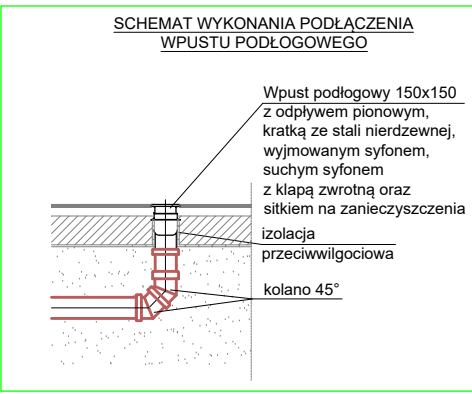 SCHEMAT WYKONANIA PODŁĄCZENIA
WPUSTU PODŁOGOWEGO
Wpust podłogowy 150x150
z odpływem pionowym,
kratką ze stali nierdzewnej,
wyjmowanym syfonem,
suchym syfonem
z klapą zwrotną oraz
sitkiem na zanieczyszczenia
izolacja
przeciwwilgociowa
kolano 45°